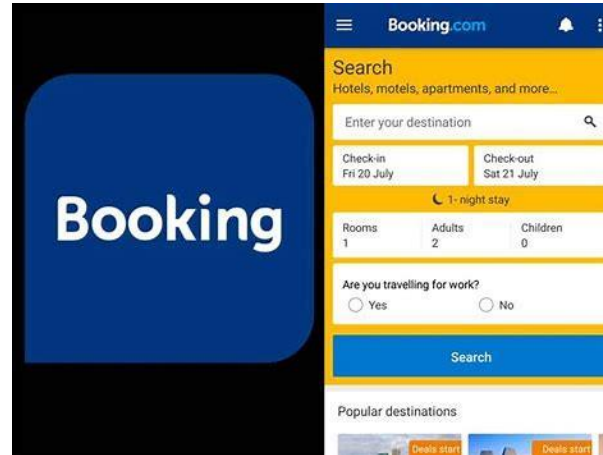 Booking
Booking.com
Search
Hotels, motels, apartments, and more...
Enter your destination
Check-in
Fri 20 July
Check-out
Sat 21 July
1- night stay
Rooms
1
Adults
2
Children
0
Are you travelling for work?
Yes
No
Search
Popular destinations
Deals start
Deals start